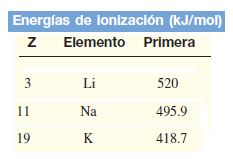 Energías de ionización (kJ/mol)
Z Elemento Primera
3 Li 520
11 Na 495.9
19 K 418.7